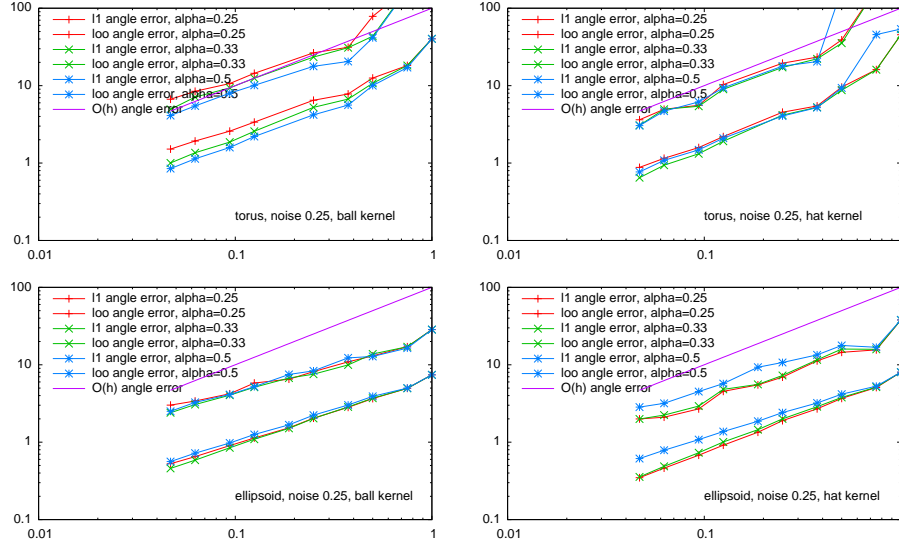 100
10
1
0.1
0.01
0.1
1
l1 angle error, alpha=0.25
loo angle error, alpha=0.25
l1 angle error, alpha=0.33
loo angle error, alpha=0.33
l1 angle error, alpha=0.5
loo angle error, alpha=0.5
O(h) angle error
torus, noise 0.25, ball kernel
100
10
1
0.1
0.01
0.1
l1 angle error, alpha=0.25
loo angle error, alpha=0.25
l1 angle error, alpha=0.33
loo angle error, alpha=0.33
l1 angle error, alpha=0.5
loo angle error, alpha=0.5
O(h) angle error
torus, noise 0.25, hat kernel
100
10
1
0.1
0.01
0.1
1
l1 angle error, alpha=0.25
loo angle error, alpha=0.25
l1 angle error, alpha=0.33
loo angle error, alpha=0.33
l1 angle error, alpha=0.5
loo angle error, alpha=0.5
O(h) angle error
ellipsoid, noise 0.25, ball kernel
100
10
1
0.1
0.01
0.1
l1 angle error, alpha=0.25
loo angle error, alpha=0.25
l1 angle error, alpha=0.33
loo angle error, alpha=0.33
l1 angle error, alpha=0.5
loo angle error, alpha=0.5
O(h) angle error
ellipsoid, noise 0.25, hat kernel